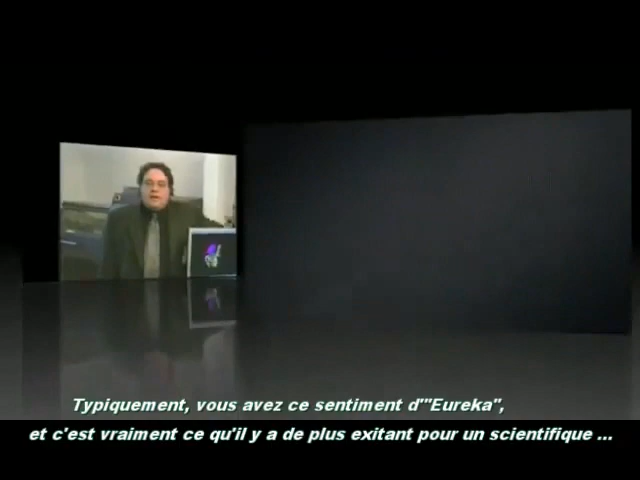 Typiquement, vous avez ce sentiment d'"Eureka",
et c'est vraiment ce qu'il y a de plus exitant pour un scientifique ...